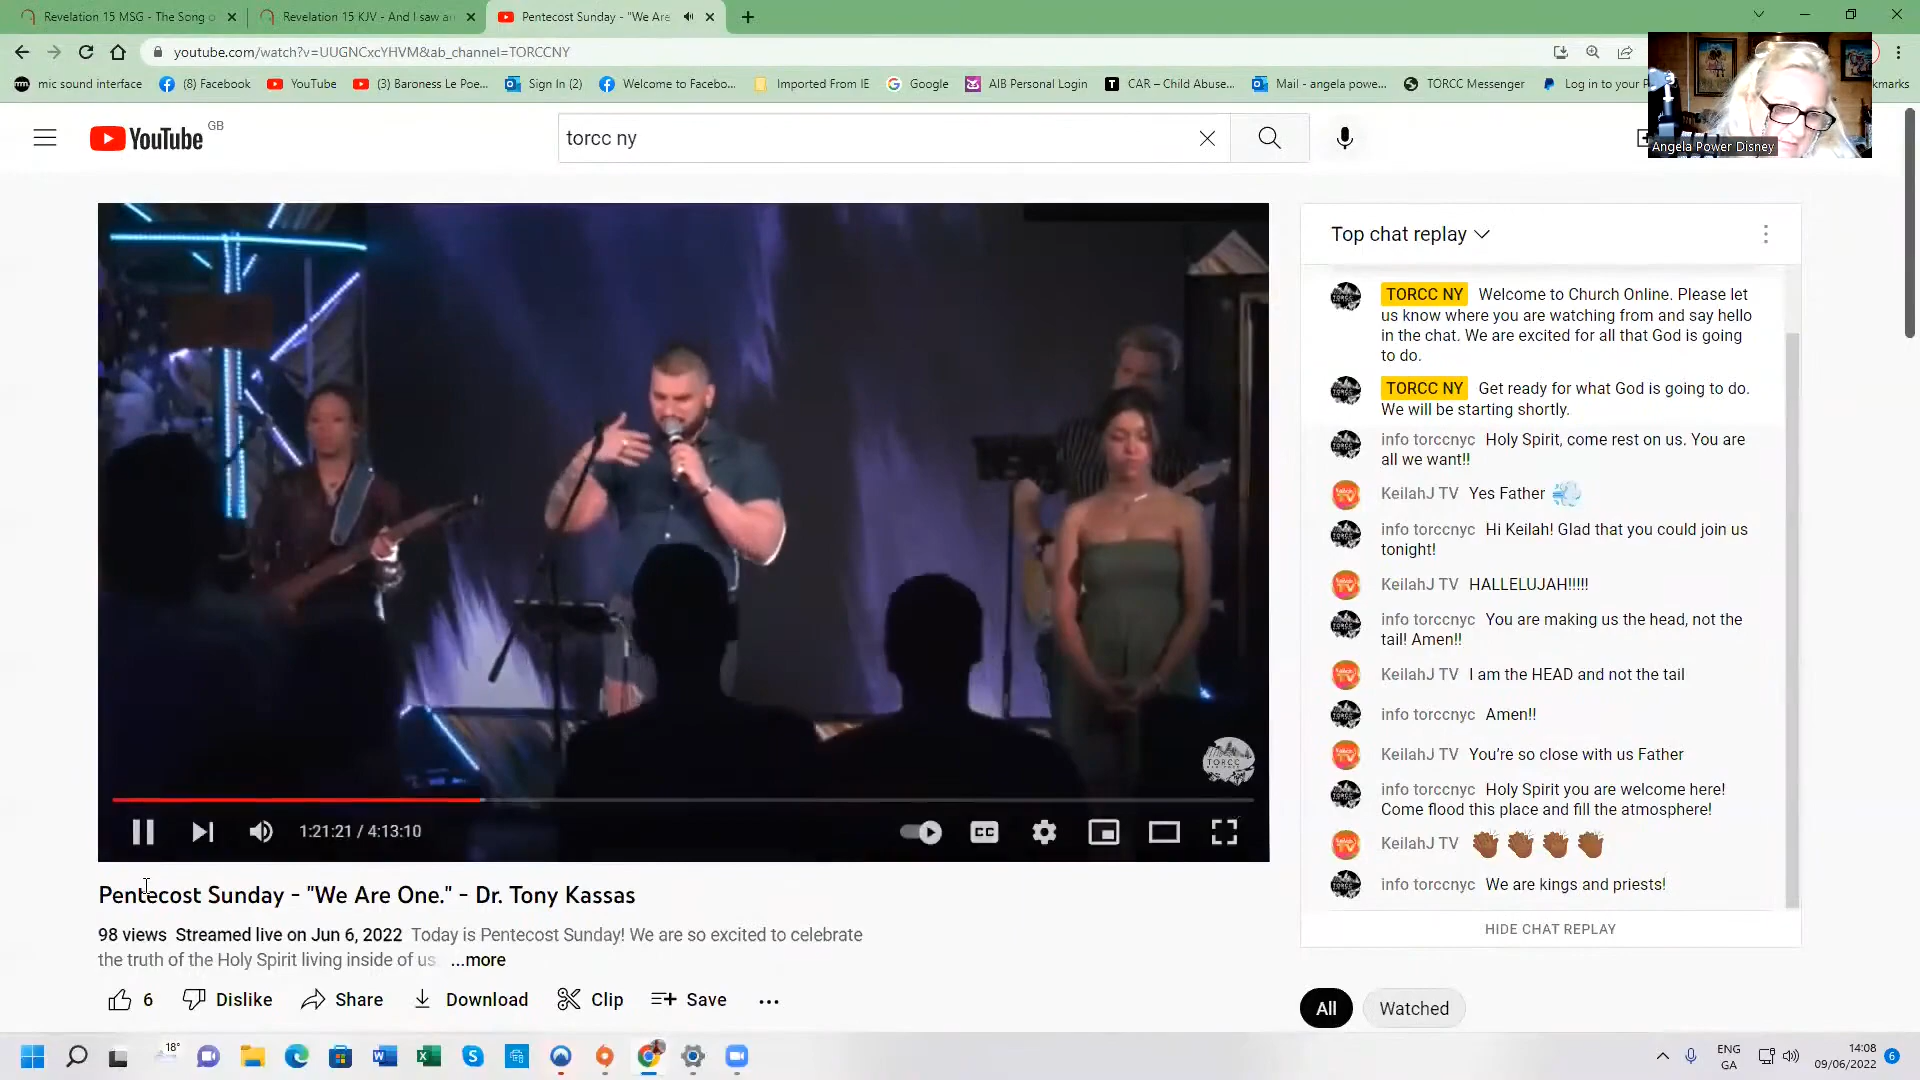 Revelation 15 MSG - The Song o
Revelation 15 KJV - And I saw an
Pentecost Sunday - "We Are
youtube.com/watch?v=UUGNCxcYHVM&ab_channel=TORCCNY
mic sound interface
(8) Facebook
YouTube
(3) Baroness Le Poe...
Sign In (2)
Welcome to Facebo...
Imported From IE
Google
AIB Personal Login
CAR – Child Abuse...
Mail - angela powe...
TORCC Messenger
Log in to your P
kmarks
Angela Power Disney
YouTube GB
torcc ny
Top chat replay
TORCC NY Welcome to Church Online. Please let
us know where you are watching from and say hello
in the chat. We are excited for all that God is going
to do.
TORCC NY Get ready for what God is going to do.
We will be starting shortly.
info torccnyc Holy Spirit, come rest on us. You are
all we want!!
KeilahJ TV Yes Father
info torccnyc Hi Keilah! Glad that you could join us
tonight!
KeilahJ TV HALLELUJAH!!!!!
info torccnyc You are making us the head, not the
tail! Amen!!
KeilahJ TV I am the HEAD and not the tail
info torccnyc Amen!!
KeilahJ TV You're so close with us Father
info torccnyc Holy Spirit you are welcome here!
Come flood this place and fill the atmosphere!
KeilahJ TV
info torccnyc We are kings and priests!
HIDE CHAT REPLAY
All
Watched
TORCC
1:21:21 / 4:13:10
CC
Pentecost Sunday - "We Are One." - Dr. Tony Kassas
98 views Streamed live on Jun 6, 2022 Today is Pentecost Sunday! We are so excited to celebrate
the truth of the Holy Spirit living inside of us ...more
6
Dislike
Share
Download
Clip
Save
18°
ENG
GA
14:08
09/06/2022
6